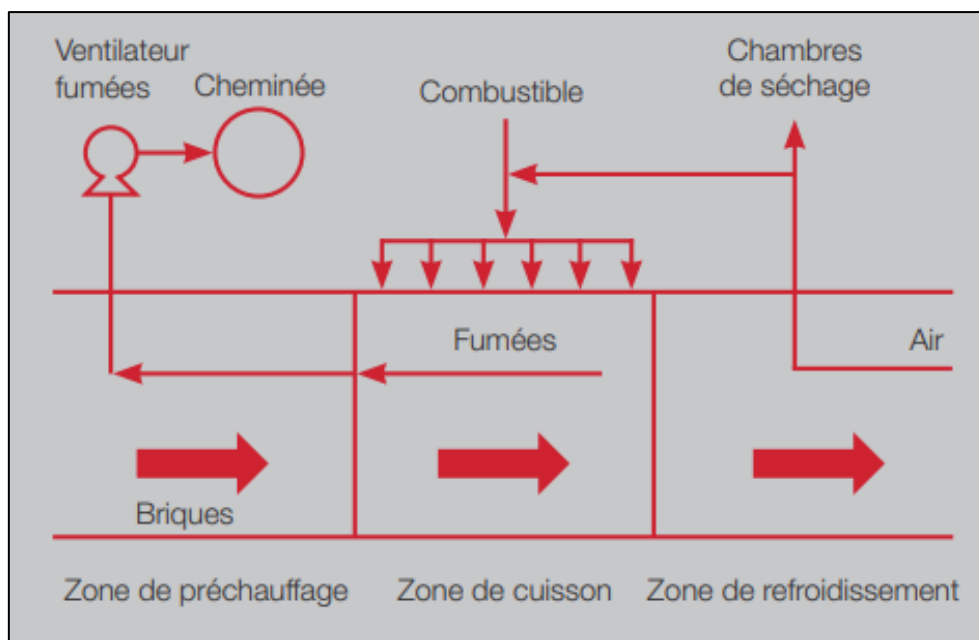 Ventilateur
fumées
Cheminée
Combustible
Chambres
de séchage
Fumées
Air
Briques
Zone de préchauffage
Zone de cuisson
Zone de refroidissement